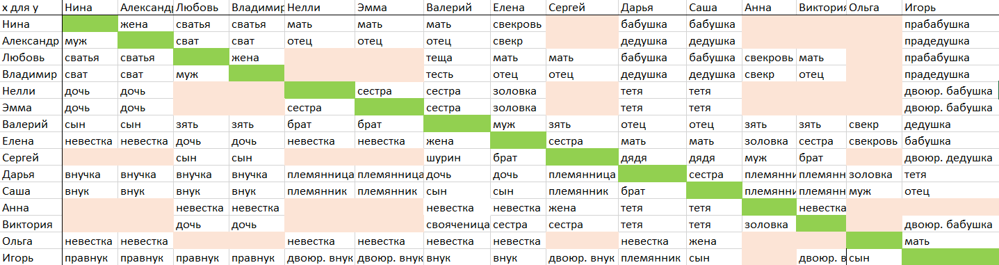 х для у Нина Александр Любовь Владимир Нелли Эмма Валерий Елена Сергей Дарья Саша Анна Виктория Ольга Игорь
Нина жена сватья сватья мать мать мать свекровь бабушка бабушка прабабушка
Александр муж сват сват отец отец отец свекр дедушка дедушка прадедушка
Любовь сватья сватья жена теща мать мать бабушка бабушка свекровь мать прабабушка
Владимир сват сват муж тесть отец отец дедушка дедушка свекр отец прадедушка
Нелли дочь дочь сестра сестра золовка тетя тетя двоюр. бабушка
Эмма дочь дочь сестра сестра золовка тетя тетя двоюр. бабушка
Валерий сын сын зять зять брат брат муж зять отец отец зять зять свекр дедушка
Елена невестка невестка дочь дочь невестка невестка жена сестра мать мать золовка сестра свекровь бабушка
Сергей сын сын шурин брат дядя дядя муж брат двоюр. дедушка
Дарья внучка внучка внучка внучка племянница племянница дочь дочь племянница сестра племянни племянн золовка тетя
Саша внук внук внук внук племянник племянник сын сын племянник брат племянни племянн муж отец
Анна невестка невестка невестка невестка жена тетя тетя невестка
Виктория дочь дочь свояченица сестра сестра тетя тетя золовка двоюр. бабушка
Ольга невестка невестка невестка невестка невестка невестка невестка жена мать
Игорь правнук правнук правнук правнук двоюр. внук двоюр. внук внук внук двоюр. внук племянник сын двоюр. в сын